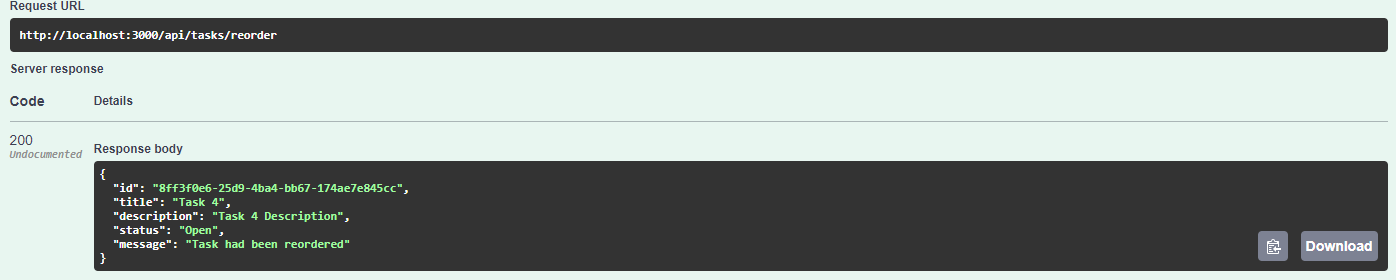 Request URL
http://localhost:3000/api/tasks/reorder
Server response
Code Details
200
Undocumented
Response body
{
"id": "8ff3f0e6-25d9-4ba4-bb67-174ae7e845cc",
"title": "Task 4",
"description": "Task 4 Description",
"status": "Open",
"message": "Task had been reordered"
}
Download